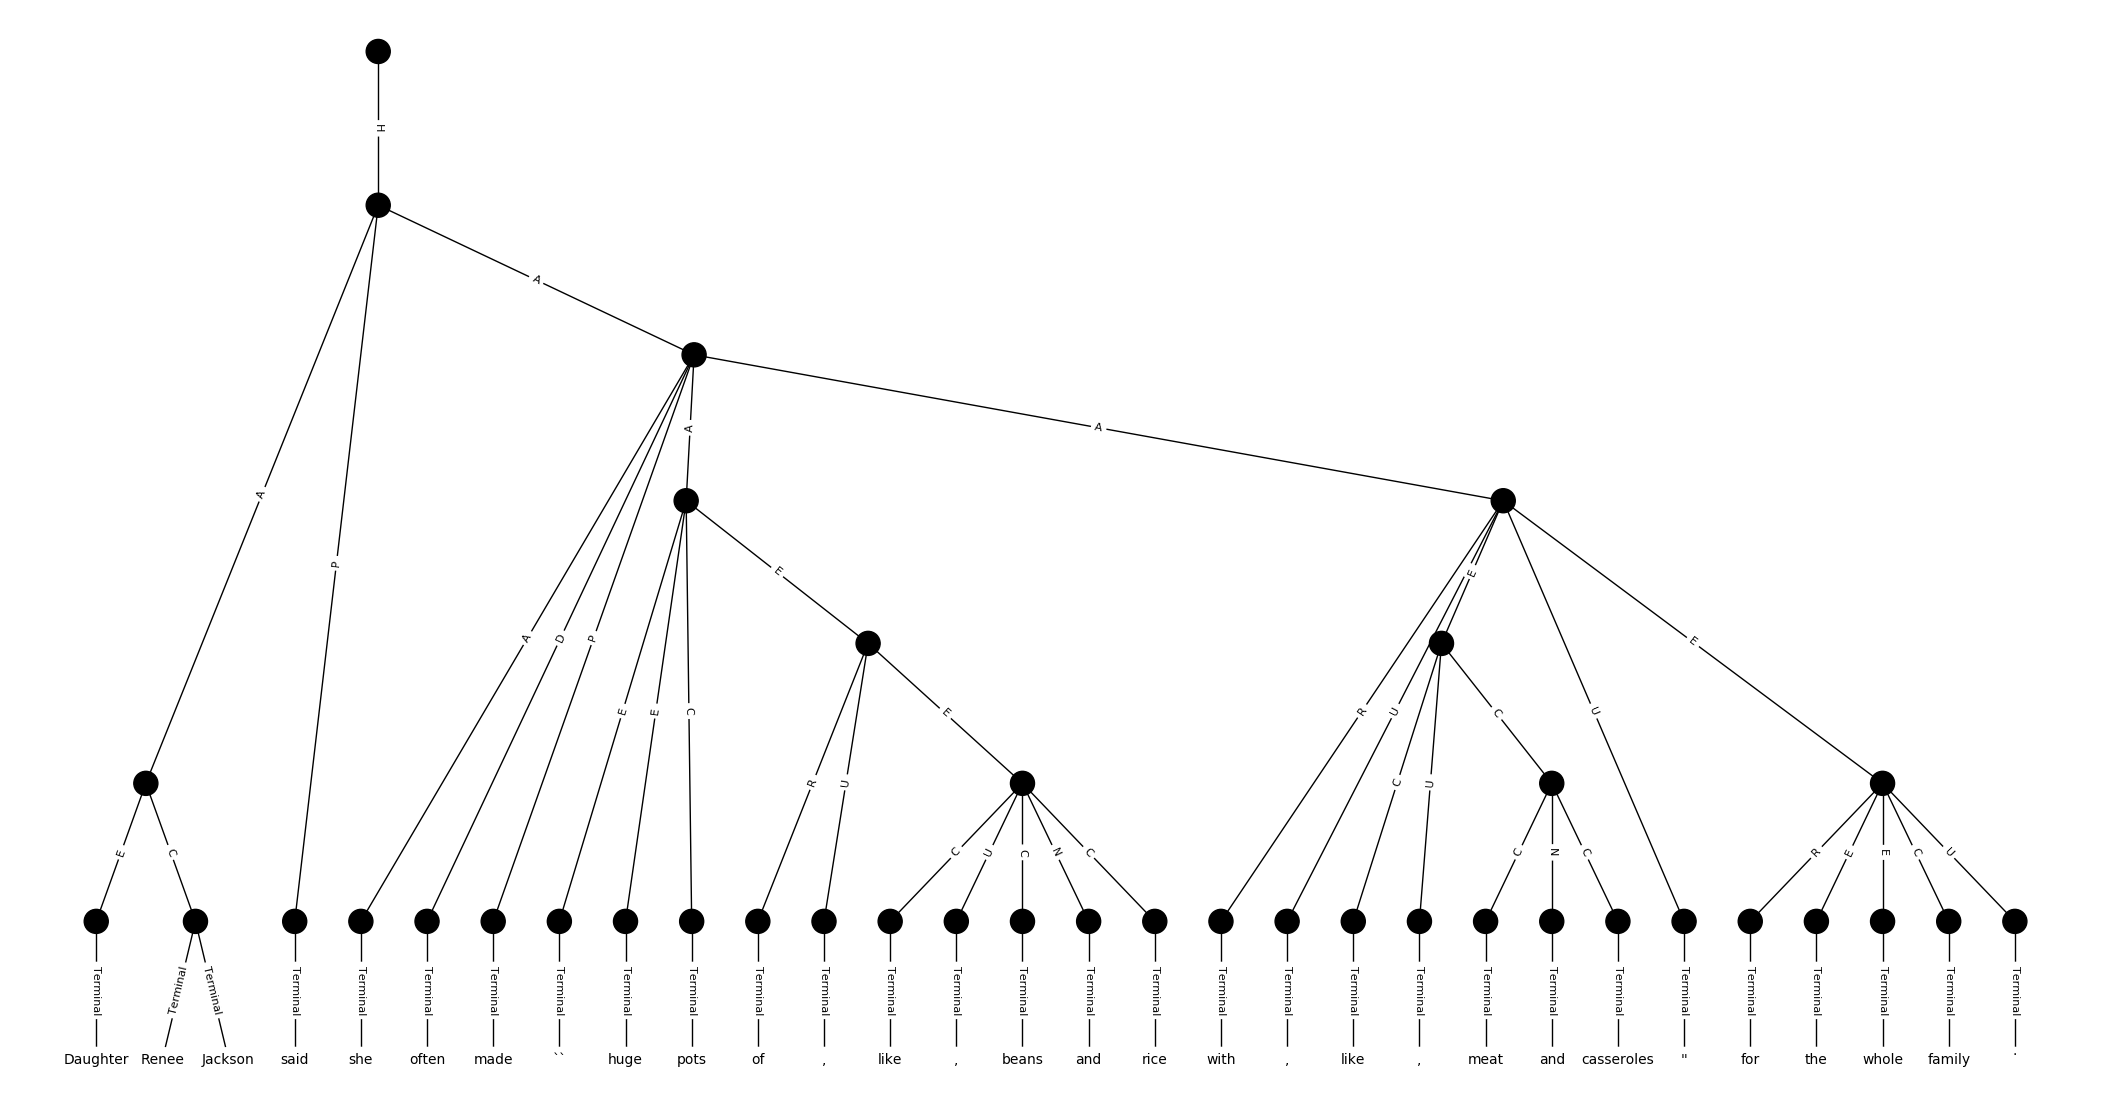 H
A
A
A
A
P
E
E
A
D
P
E
R
E
E
C
E
C
R
U
U
R
U
C
U
E C C U C N C C N C R E E C U
Terminal Terminal Terminal Terminal Terminal Terminal Terminal Terminal Terminal Terminal Terminal Terminal Terminal Terminal Terminal Terminal Terminal Terminal Terminal Terminal Terminal Terminal Terminal Terminal Terminal Terminal Terminal Terminal Terminal Terminal
Daughter Renee Jackson said she often made `` huge pots of , like , beans and rice with , like , meat and casseroles " for the whole family .